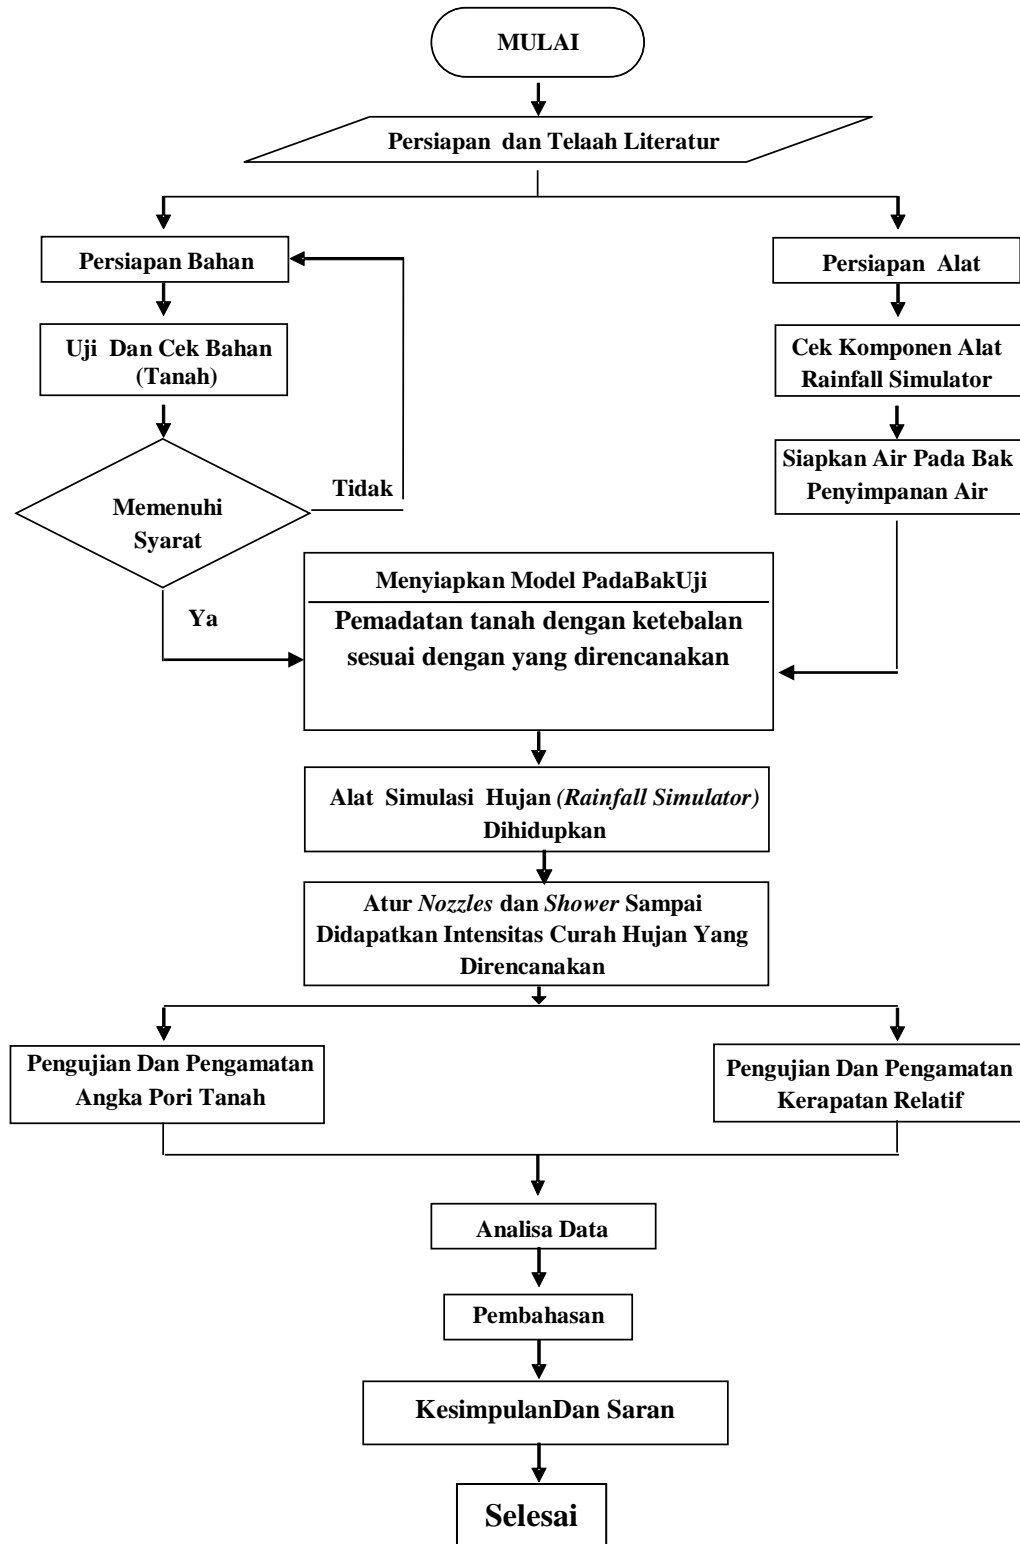 MULAI
Persiapan dan Telaah Literatur
Persiapan Bahan
Persiapan Alat
Uji Dan Cek Bahan
(Tanah)
Cek Komponen Alat
Rainfall Simulator
Siapkan Air Pada Bak
Penyimpanan Air
Memenuhi
Syarat
Tidak
Ya
Menyiapkan Model PadaBakUji
Pemadatan tanah dengan ketebalan
sesuai dengan yang direncanakan
Alat Simulasi Hujan (Rainfall Simulator)
Dihidupkan
Atur Nozzles dan Shower Sampai
Didapatkan Intensitas Curah Hujan Yang
Direncanakan
Pengujian Dan Pengamatan
Angka Pori Tanah
Pengujian Dan Pengamatan
Kerapatan Relatif
Analisa Data
Pembahasan
KesimpulanDan Saran
Selesai